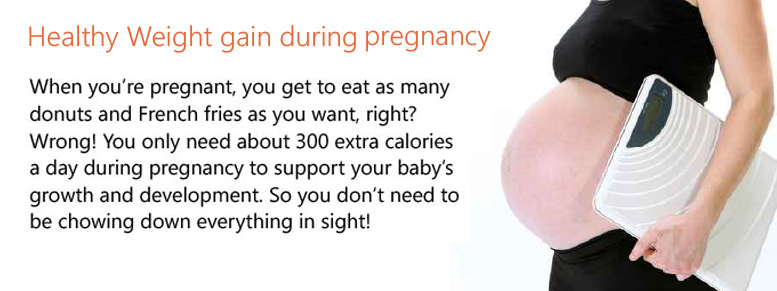 Healthy Weight gain during pregnancy
When you're pregnant, you get to eat as many
donuts and French fries as you want, right?
Wrong! You only need about 300 extra calories
a day during pregnancy to support your baby's
growth and development. So you don't need to
be chowing down everything in sight!